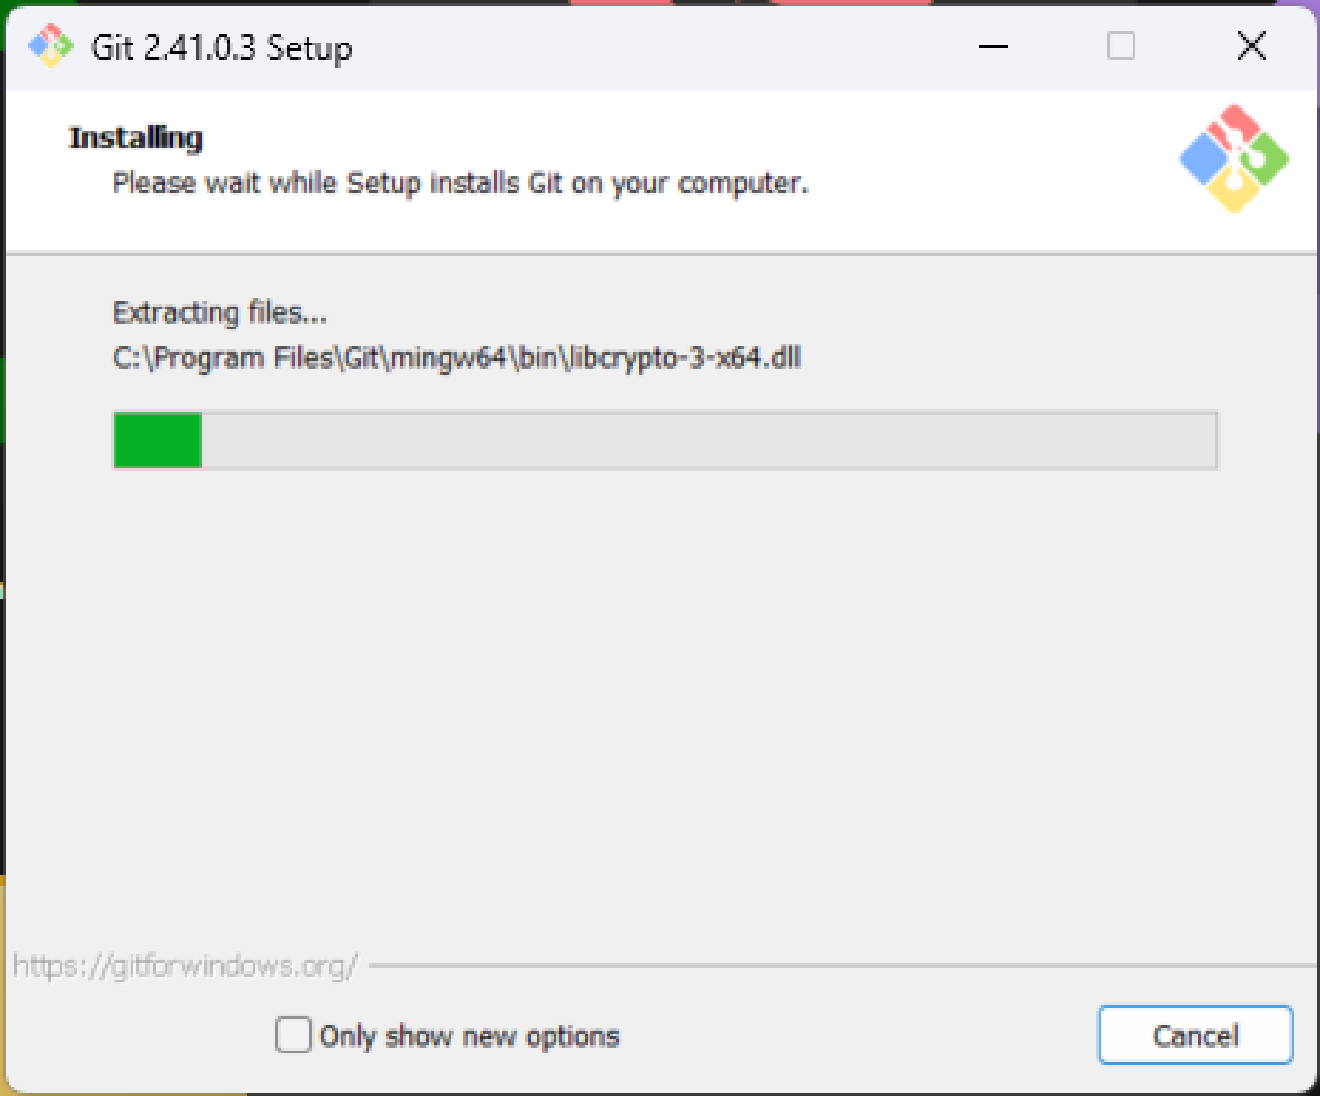 Git 2.41.0.3 Setup
Installing
Please wait while Setup installs Git on your computer.
Extracting files...
C:\Program Files\Git\mingw64\bin\libcrypto-3-x64.dll
https://gitforwindows.org/
Only show new options
Cancel